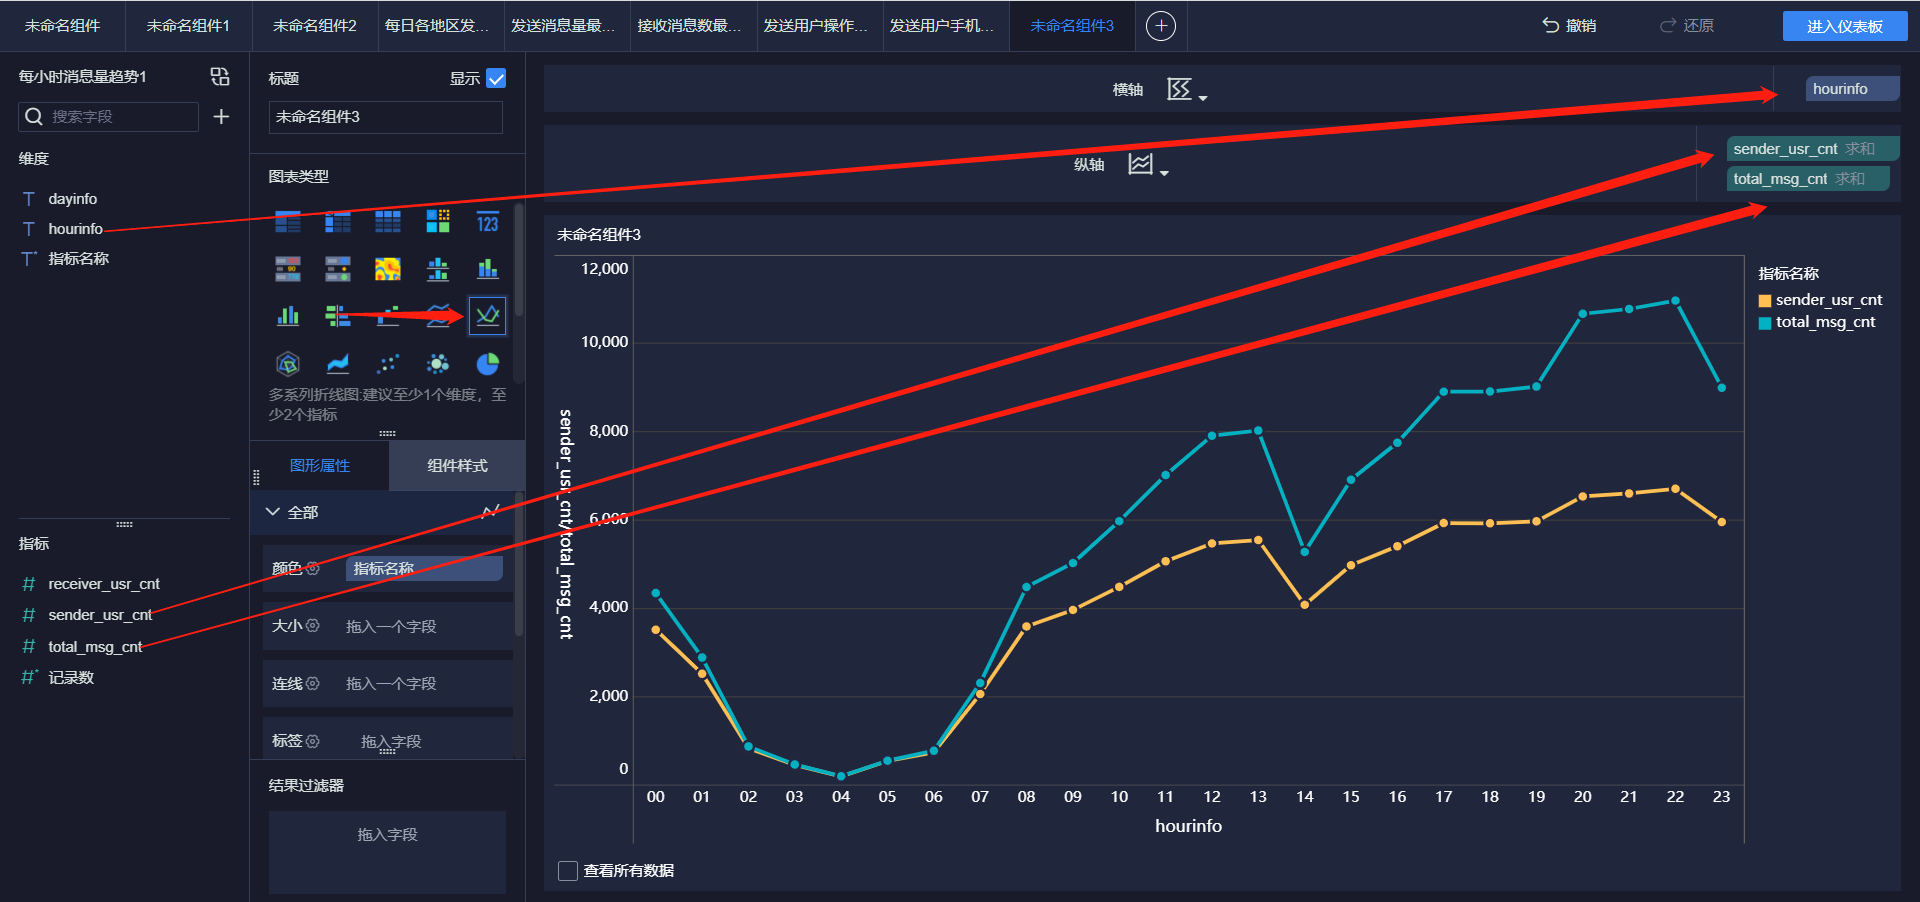 未命名组件
未命名组件1
未命名组件2
每日各地区发...
发送消息量最...
接收消息数最...
发送用户操作...
发送用户手机...
未命名组件3
撤销
还原
进入仪表板
每小时消息量趋势1
搜索字段
维度
dayinfo
hourinfo
指标名称
指标
receiver_usr_cnt
sender_usr_cnt
total_msg_cnt
记录数
标题
显示
未命名组件3
图表类型
123
90
多系列折线图:建议至少1个维度，至
少2个指标
图形属性
组件样式
全部
颜色
指标名称
大小
拖入一个字段
连线
拖入一个字段
标签
拖入字段
结果过滤器
拖入字段
横轴
hourinfo
纵轴
sender_usr_cnt 求和
total_msg_cnt 求和
未命名组件3
12,000
10,000
8,000
6,000
4,000
2,000
0
sender_usr_cnt/total_msg_cnt
00 01 02 03 04 05 06 07 08 09 10 11 12 13 14 15 16 17 18 19 20 21 22 23
hourinfo
指标名称
sender_usr_cnt
total_msg_cnt
查看所有数据